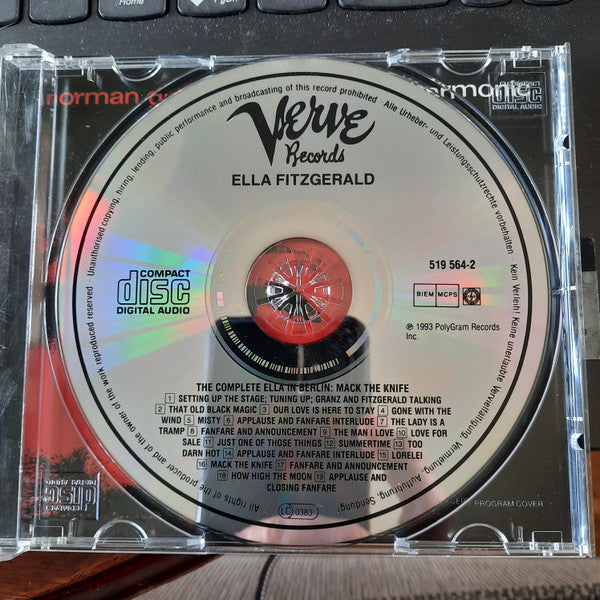 Home
PgDn
norman
COMPACT
disc
DIGITAL AUDIO
Unauthorised copying, hiring, lending, public performance and broadcasting of this record prohibited · Alle Urheber- und Leistungsschutzrechte vorbehalten · Kein Verleih! Keine unerlaubte Vervielfältigung, Vermietung, Aufführung, Sendung!
All rights of the producer and of the owner of the work reproduced reserved ·
Verve
Records
ELLA FITZGERALD
COMPACT
disc
DIGITAL AUDIO
519 564-2
BIEM MCPS
℗ 1993 PolyGram Records
Inc.
THE COMPLETE ELLA IN BERLIN: MACK THE KNIFE
1 SETTING UP THE STAGE; TUNING UP; GRANZ AND FITZGERALD TALKING
2 THAT OLD BLACK MAGIC 3 OUR LOVE IS HERE TO STAY 4 GONE WITH THE
WIND 5 MISTY 6 APPLAUSE AND FANFARE INTERLUDE 7 THE LADY IS A
TRAMP 8 FANFARE AND ANNOUNCEMENT 9 THE MAN I LOVE 10 LOVE FOR
SALE 11 JUST ONE OF THOSE THINGS 12 SUMMERTIME 13 TOO
DARN HOT 14 APPLAUSE AND FANFARE INTERLUDE 15 LORELEI
16 MACK THE KNIFE 17 FANFARE AND ANNOUNCEMENT
18 HOW HIGH THE MOON 19 APPLAUSE AND
CLOSING FANFARE
LC 0383
PROGRAM COVER